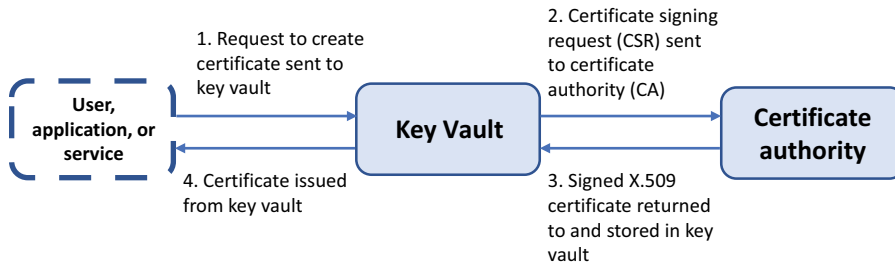 1. Request to create
certificate sent to
key vault
2. Certificate signing
request (CSR) sent
to certificate
authority (CA)
User,
application, or
service
Key Vault
Certificate
authority
4. Certificate issued
from key vault
3. Signed X.509
certificate returned
to and stored in key
vault